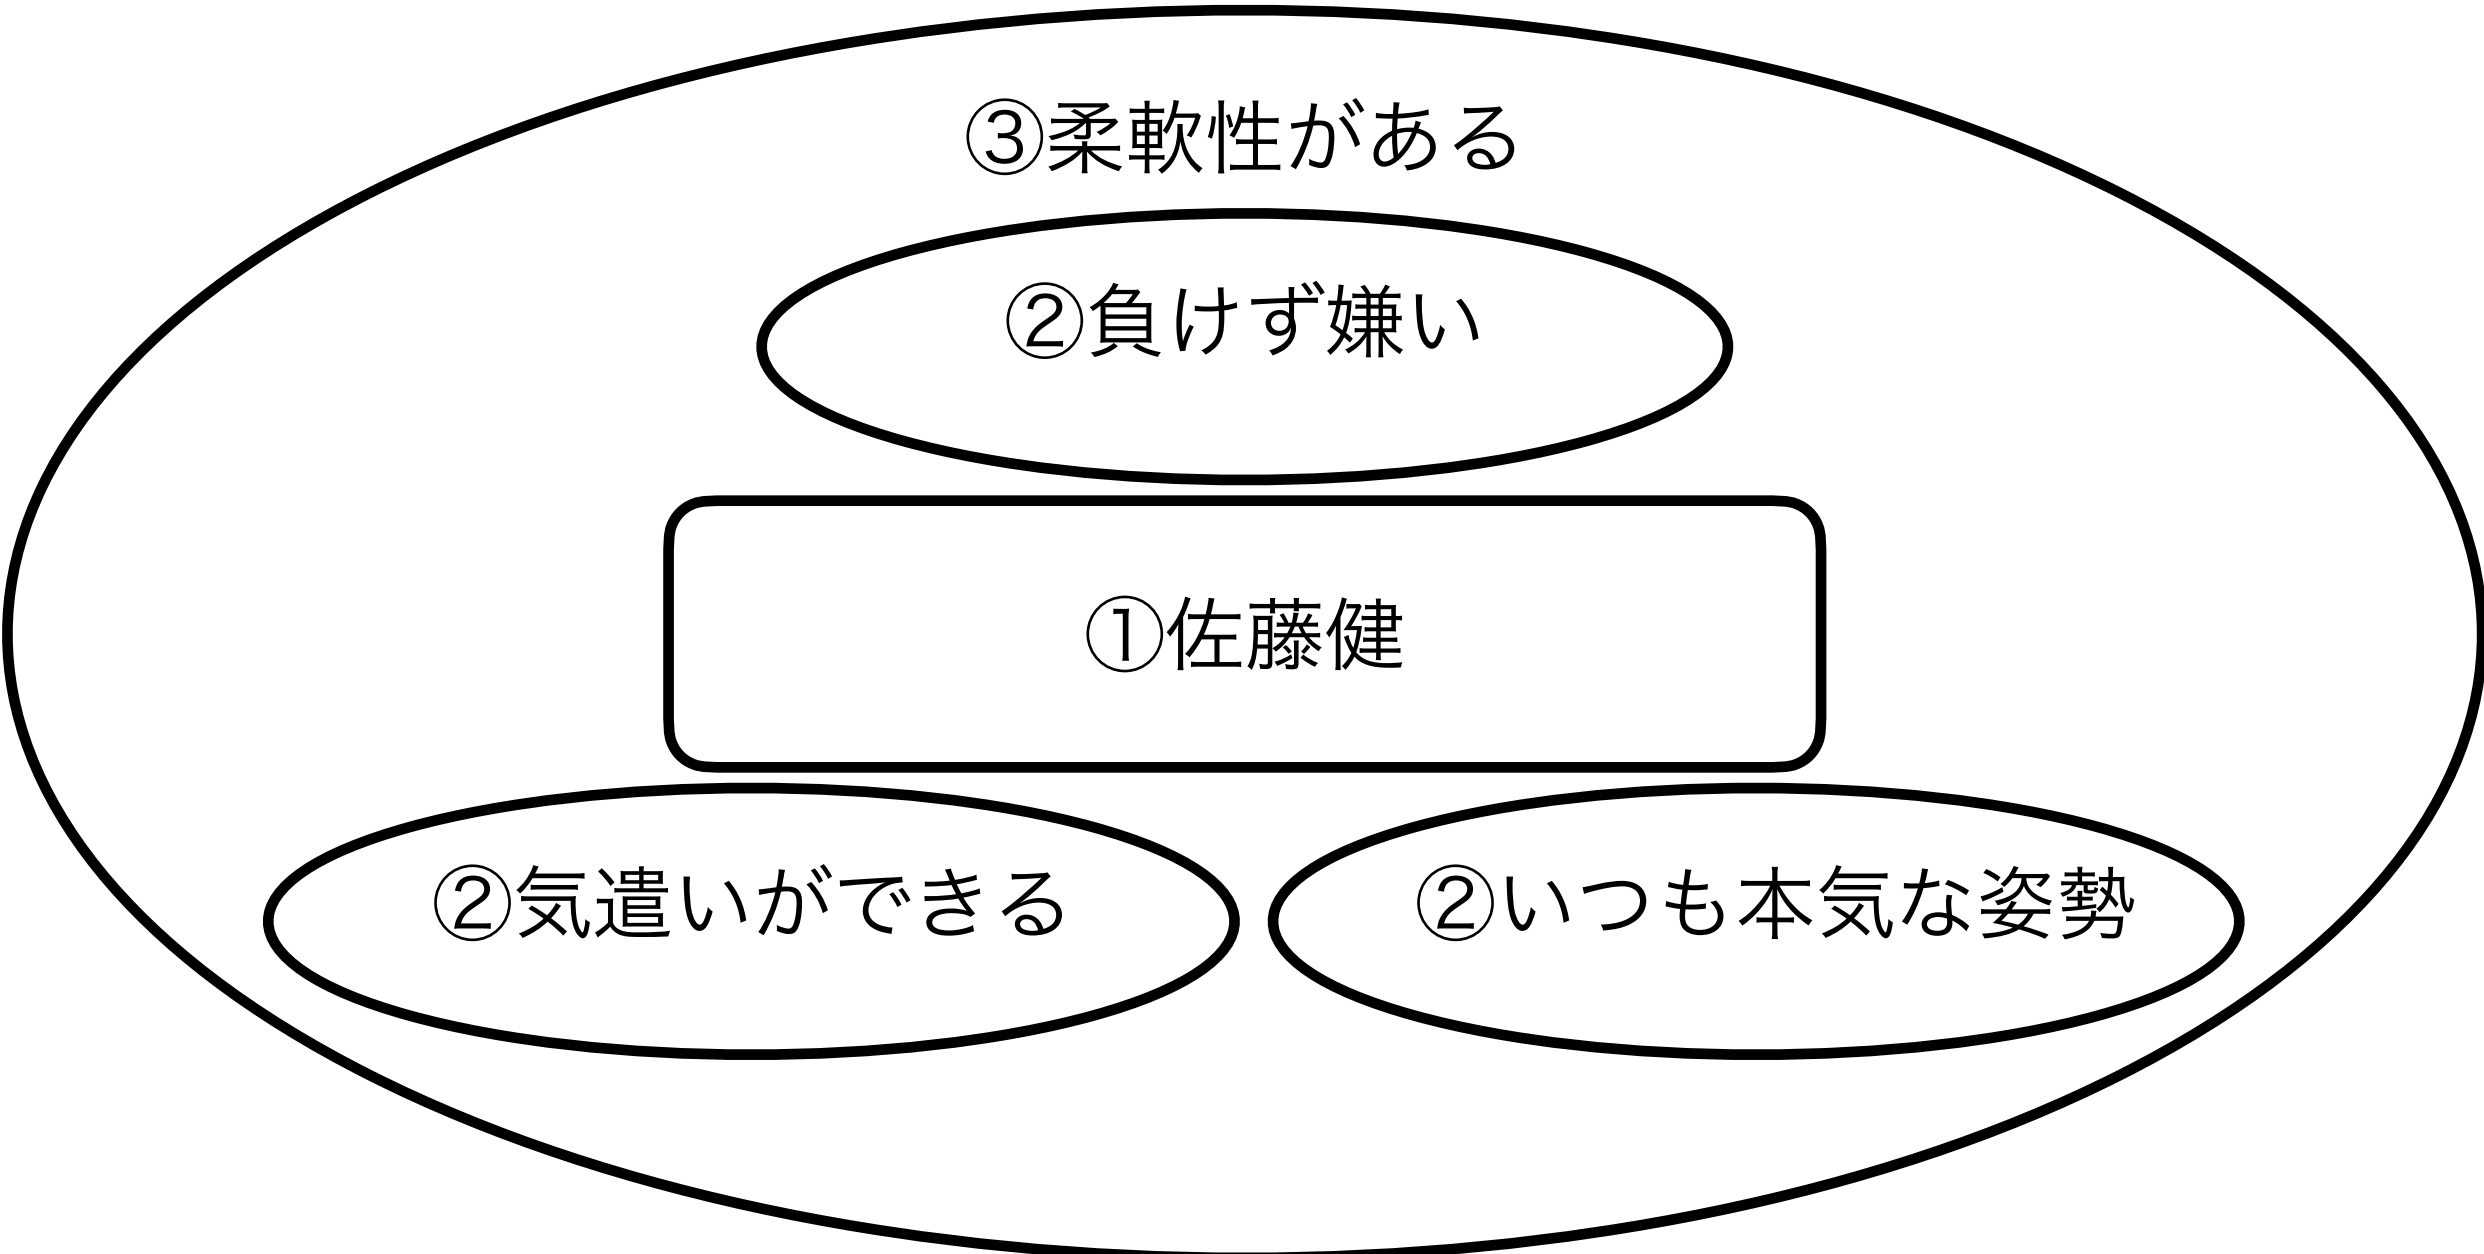 ③柔軟性がある
②負けず嫌い
①佐藤健
②気遣いができる
②いつも本気な姿勢